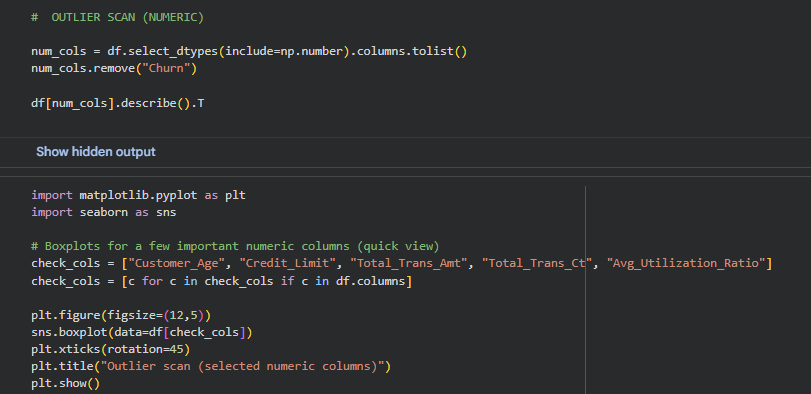 #  OUTLIER SCAN (NUMERIC)
num_cols = df.select_dtypes(include=np.number).columns.tolist()
num_cols.remove("Churn")
df[num_cols].describe().T
Show hidden output
import matplotlib.pyplot as plt
import seaborn as sns
# Boxplots for a few important numeric columns (quick view)
check_cols = ["Customer_Age", "Credit_Limit", "Total_Trans_Amt", "Total_Trans_Ct", "Avg_Utilization_Ratio"]
check_cols = [c for c in check_cols if c in df.columns]
plt.figure(figsize=(12,5))
sns.boxplot(data=df[check_cols])
plt.xticks(rotation=45)
plt.title("Outlier scan (selected numeric columns)")
plt.show()